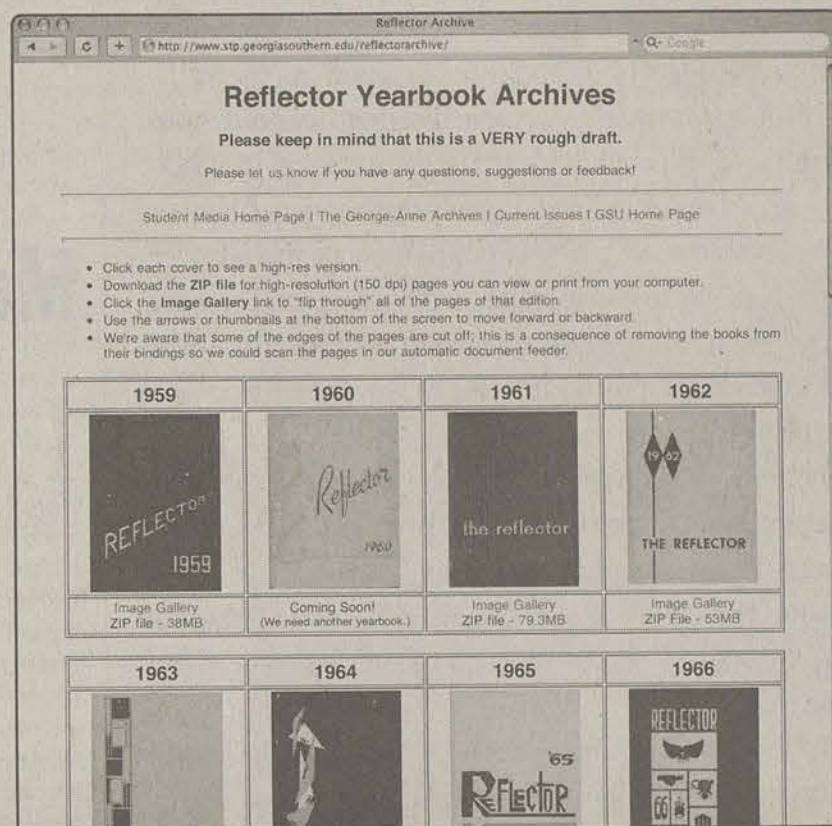 Reflector Archive
http://www.stp.georgiasouthern.edu/reflectorarchive/
Google
Reflector Yearbook Archives
Please keep in mind that this is a VERY rough draft.
Please let us know if you have any questions, suggestions or feedback!
Student Media Home Page | The George-Anne Archives | Current Issues | GSU Home Page
• Click each cover to see a high-res version.
• Download the ZIP file for high-resolution (150 dpi) pages you can view or print from your computer.
• Click the Image Gallery link to "flip through" all of the pages of that edition.
• Use the arrows or thumbnails at the bottom of the screen to move forward or backward.
• We're aware that some of the edges of the pages are cut off; this is a consequence of removing the books from
their bindings so we could scan the pages in our automatic document feeder.
1959 1960 1961 1962
REFLECTOR
1959
Reflector
1960
the reflector
19 62
THE REFLECTOR
Image Gallery Coming Soon! Image Gallery Image Gallery
ZIP file - 38MB (We need another yearbook.) ZIP file - 79.3MB ZIP File - 53MB
1963 1964 1965 1966
'65
REFLECTOR
REFLECTOR
66